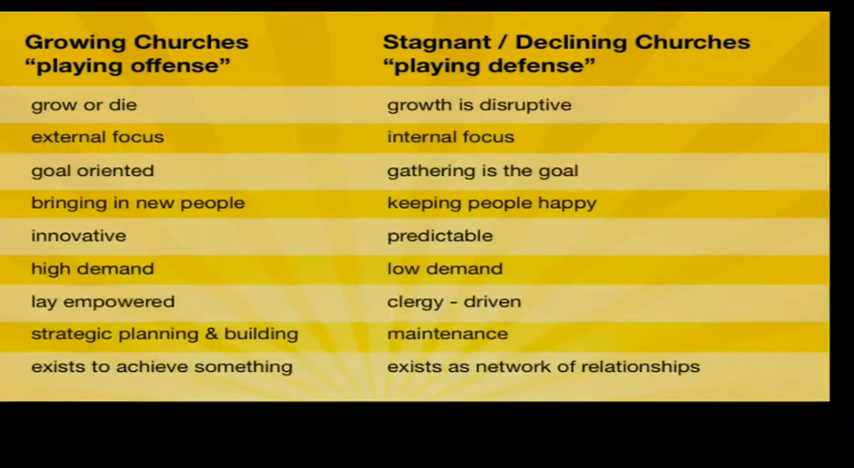 Growing Churches Stagnant / Declining Churches
“playing offense” “playing defense”
grow or die growth is disruptive
external focus internal focus
goal oriented gathering is the goal
bringing in new people keeping people happy
innovative predictable
high demand low demand
lay empowered clergy - driven
strategic planning & building maintenance
exists to achieve something exists as network of relationships